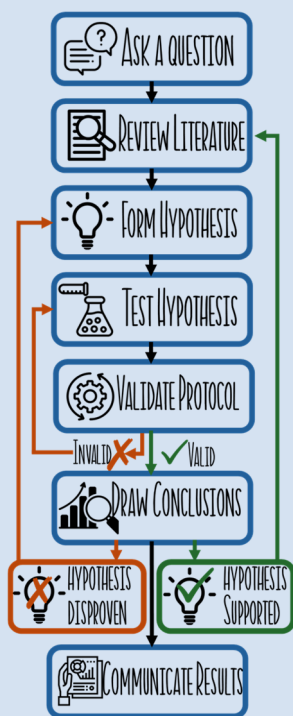 Ask a question
Review Literature
Form Hypothesis
Test Hypothesis
Validate Protocol
Invalid
Valid
Draw Conclusions
Hypothesis
disproven
Hypothesis
Supported
Communicate Results